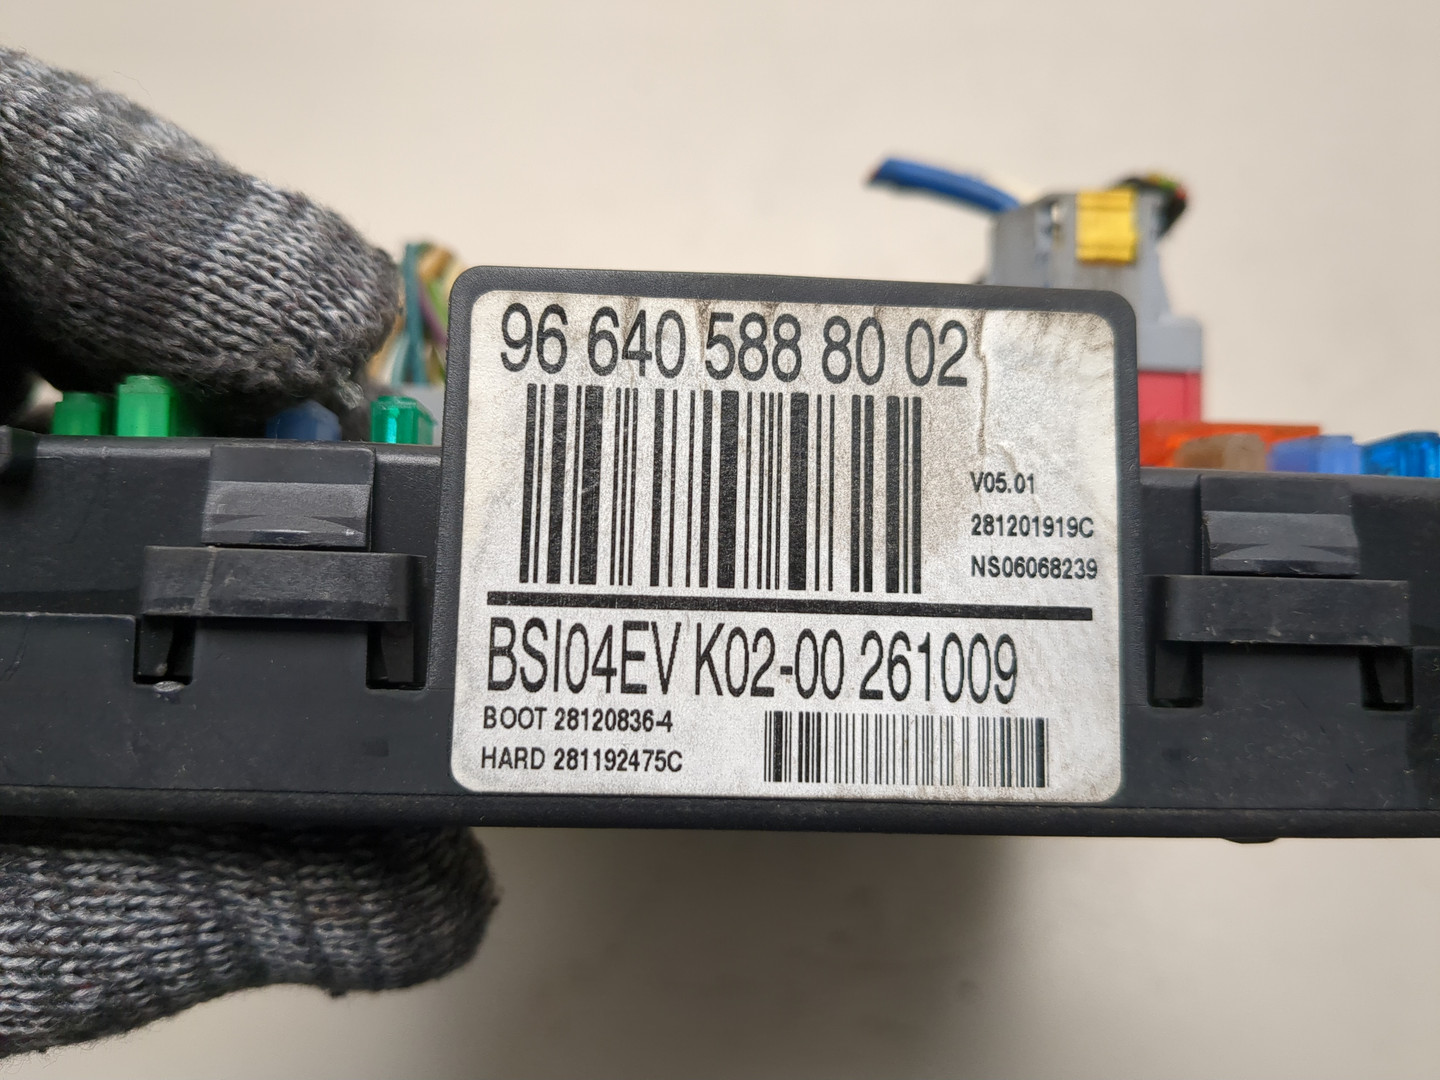 96 640 588 80 02
V05.01
281201919C
NS06068239
BSI04EV K02-00 261009
BOOT 28120836-4
HARD 281192475C